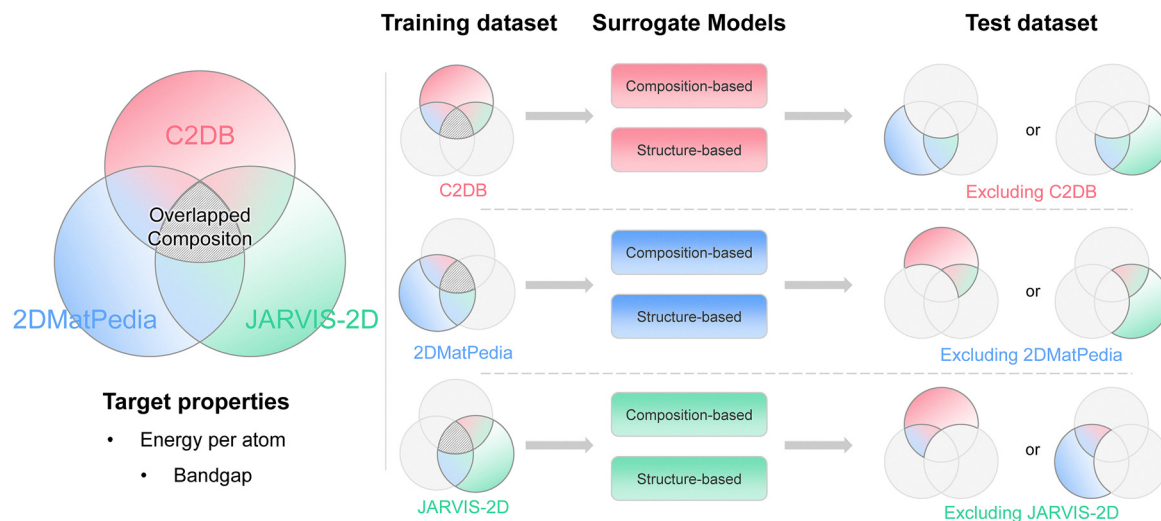 Training dataset
Surrogate Models
Test dataset
C2DB
Overlapped
Compositon
2DMatPedia
JARVIS-2D
Target properties
• Energy per atom
• Bandgap
Composition-based
Structure-based
C2DB
or
Excluding C2DB
Composition-based
Structure-based
2DMatPedia
or
Excluding 2DMatPedia
Composition-based
Structure-based
JARVIS-2D
or
Excluding JARVIS-2D